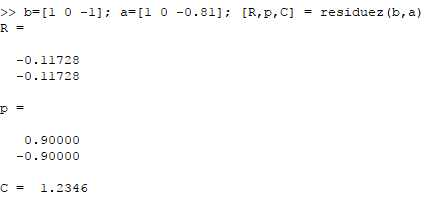 >> b=[1 0 -1]; a=[1 0 -0.81]; [R,p,C] = residuez(b,a)
R =
-0.11728
-0.11728
p =
0.90000
-0.90000
C = 1.2346